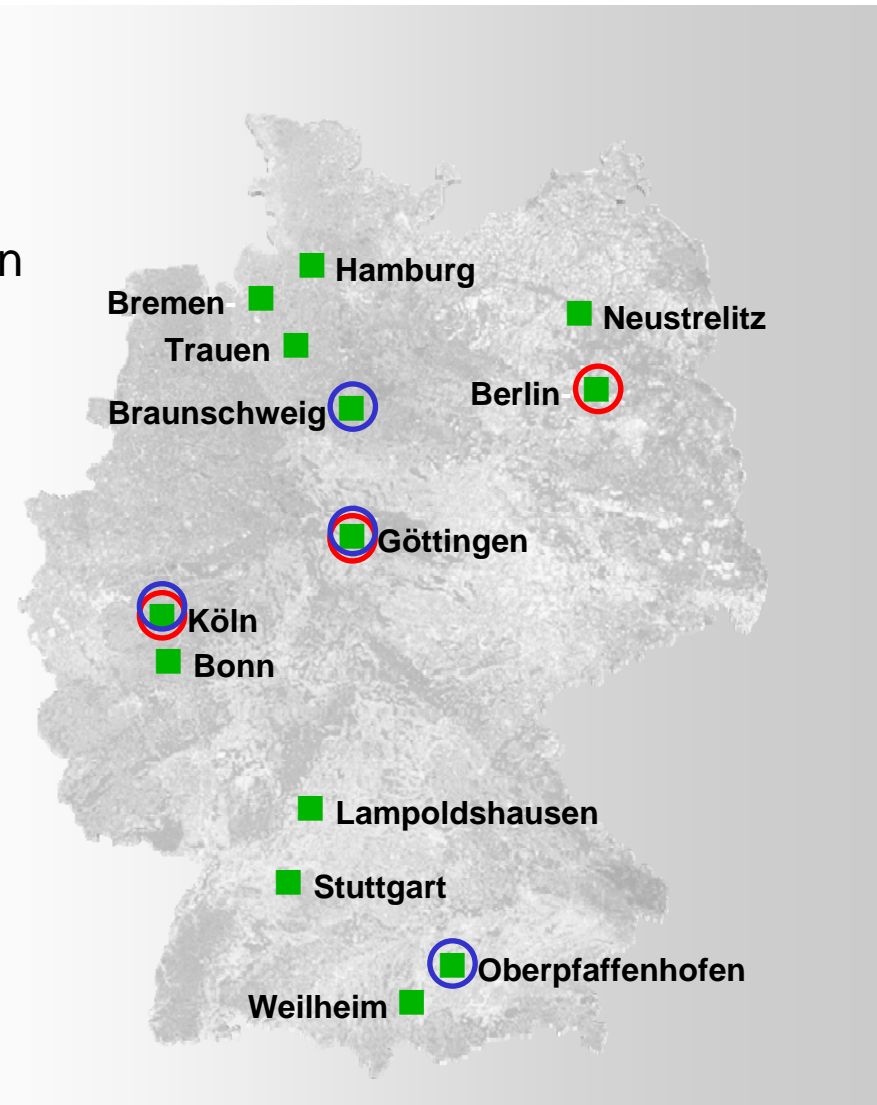 n
Hamburg
Bremen
Neustrelitz
Trauen
Berlin
Braunschweig
Göttingen
Köln
Bonn
Lampoldshausen
Stuttgart
Oberpfaffenhofen
Weilheim